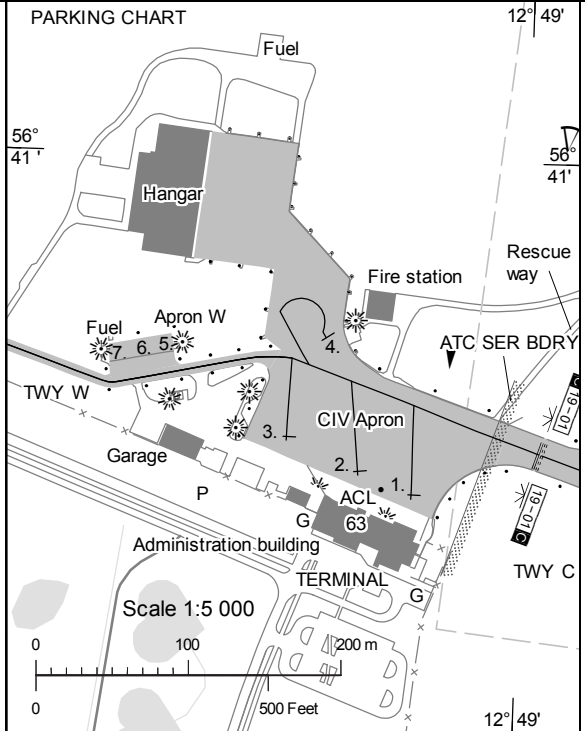 PARKING CHART
12° 49'
Fuel
56°
41 '
56°
41'
Hangar
Rescue
way
Fire station
Fuel
Apron W
ATC SER BDRY
7. 6. 5.
4.
TWY W
19-01 C
CIV Apron
3.
2.
1.
Garage
P
ACL
63
G
19-01 C
Administration building
TERMINAL
TWY C
G
Scale 1:5 000
0 100 200 m
0 500 Feet
12° 49'